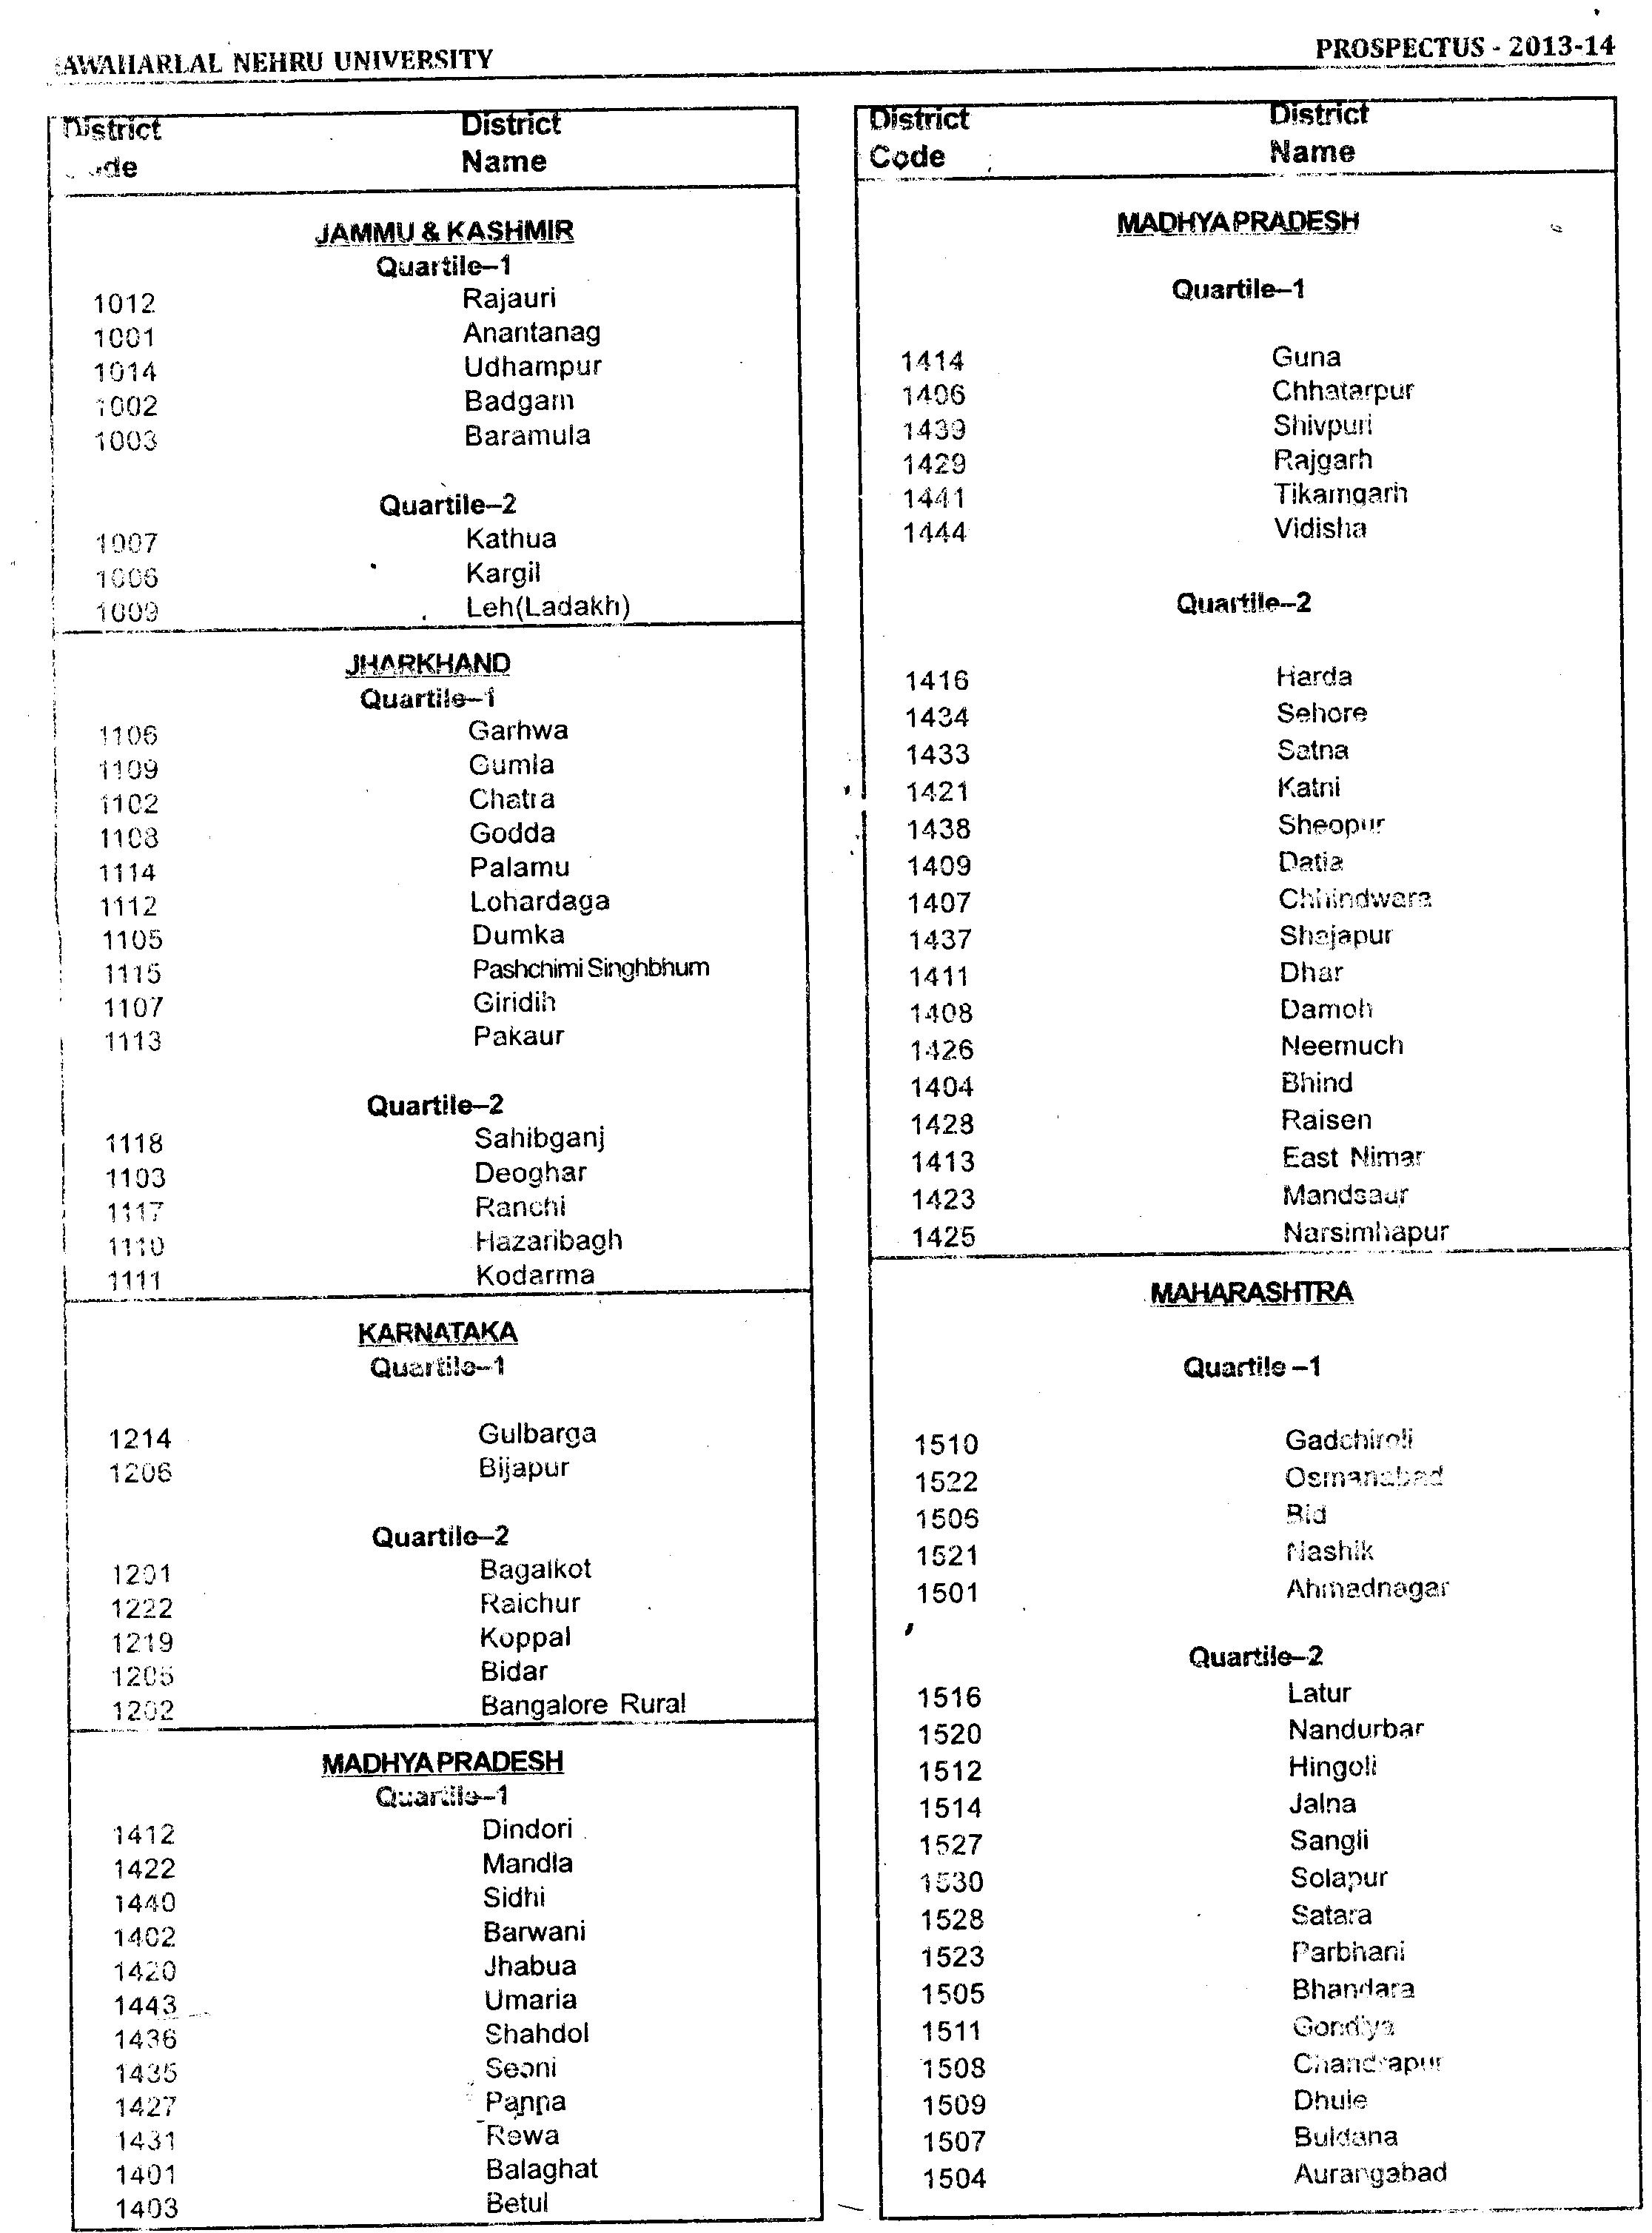 JAWAHARLAL NEHRU UNIVERSITY
PROSPECTUS - 2013-14
District District
Code Name
JAMMU & KASHMIR
Quartile–1
1012 Rajauri
1001 Anantanag
1014 Udhampur
1002 Badgam
1003 Baramula
Quartile–2
1007 Kathua
1006 Kargil
1009 Leh(Ladakh)
JHARKHAND
Quartile–1
1106 Garhwa
1109 Gumla
1102 Chatra
1108 Godda
1114 Palamu
1112 Lohardaga
1105 Dumka
1115 Pashchimi Singhbhum
1107 Giridih
1113 Pakaur
Quartile–2
1118 Sahibganj
1103 Deoghar
1117 Ranchi
1110 Hazaribagh
1111 Kodarma
KARNATAKA
Quartile–1
1214 Gulbarga
1206 Bijapur
Quartile–2
1201 Bagalkot
1222 Raichur
1219 Koppal
1205 Bidar
1202 Bangalore Rural
MADHYA PRADESH
Quartile–1
1412 Dindori
1422 Mandla
1440 Sidhi
1402 Barwani
1420 Jhabua
1443 Umaria
1436 Shahdol
1435 Seoni
1427 Panna
1431 Rewa
1401 Balaghat
1403 Betul
District District
Code Name
MADHYA PRADESH
Quartile–1
1414 Guna
1406 Chhatarpur
1439 Shivpuri
1429 Rajgarh
1441 Tikamgarh
1444 Vidisha
Quartile–2
1416 Harda
1434 Sehore
1433 Satna
1421 Katni
1438 Sheopur
1409 Datia
1407 Chhindwara
1437 Shajapur
1411 Dhar
1408 Damoh
1426 Neemuch
1404 Bhind
1428 Raisen
1413 East Nimar
1423 Mandsaur
1425 Narsimhapur
MAHARASHTRA
Quartile –1
1510 Gadchiroli
1522 Osmanabad
1506 Bid
1521 Nashik
1501 Ahmadnagar
Quartile–2
1516 Latur
1520 Nandurbar
1512 Hingoli
1514 Jalna
1527 Sangli
1530 Solapur
1528 Satara
1523 Parbhani
1505 Bhandara
1511 Gondiya
1508 Chandrapur
1509 Dhule
1507 Buldana
1504 Aurangabad